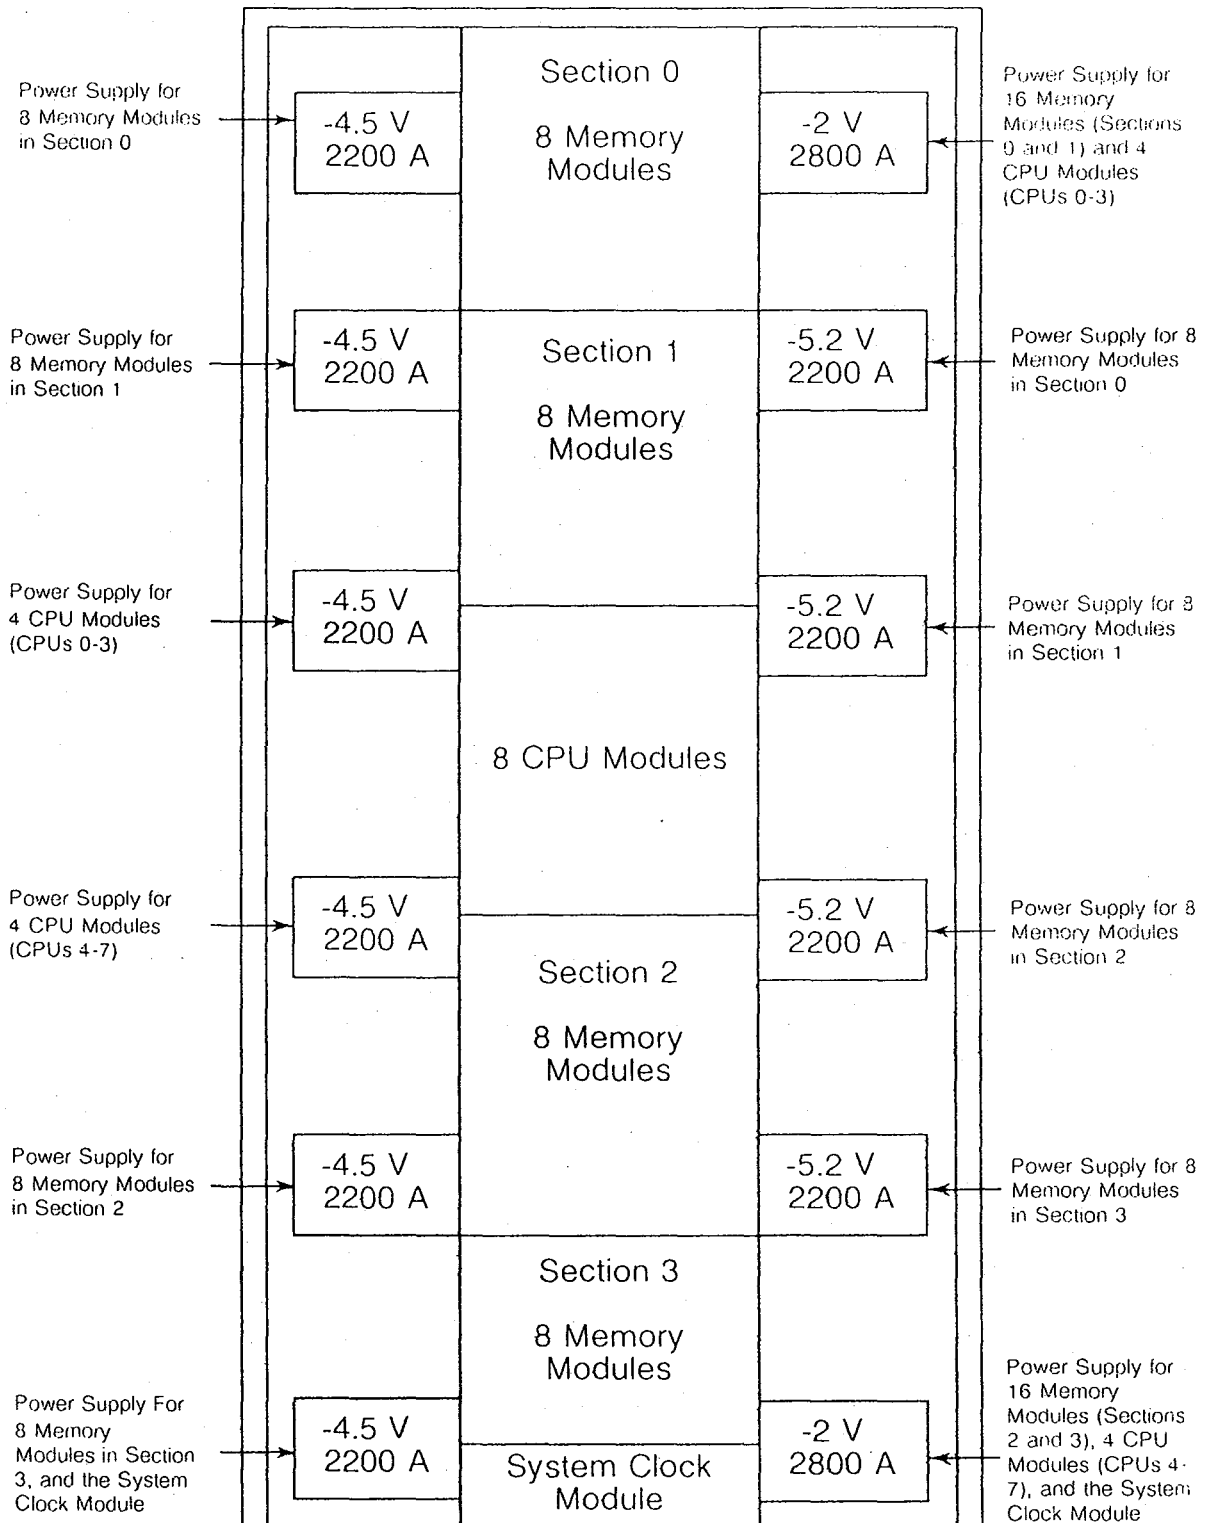 Power Supply for
8 Memory Modules
in Section 0
-4.5 V
2200 A
Section 0
8 Memory
Modules
-2 V
2800 A
Power Supply for
16 Memory
Modules (Sections
0 and 1) and 4
CPU Modules
(CPUs 0-3)
Power Supply for
8 Memory Modules
in Section 1
-4.5 V
2200 A
Section 1
8 Memory
Modules
-5.2 V
2200 A
Power Supply for 8
Memory Modules
in Section 0
Power Supply for
4 CPU Modules
(CPUs 0-3)
-4.5 V
2200 A
-5.2 V
2200 A
Power Supply for 8
Memory Modules
in Section 1
8 CPU Modules
Power Supply for
4 CPU Modules
(CPUs 4-7)
-4.5 V
2200 A
-5.2 V
2200 A
Power Supply for 8
Memory Modules
in Section 2
Section 2
8 Memory
Modules
Power Supply for
8 Memory Modules
in Section 2
-4.5 V
2200 A
-5.2 V
2200 A
Power Supply for 8
Memory Modules
in Section 3
Section 3
8 Memory
Modules
Power Supply For
8 Memory
Modules in Section
3, and the System
Clock Module
-4.5 V
2200 A
System Clock
Module
-2 V
2800 A
Power Supply for
16 Memory
Modules (Sections
2 and 3), 4 CPU
Modules (CPUs 4-
7), and the System
Clock Module